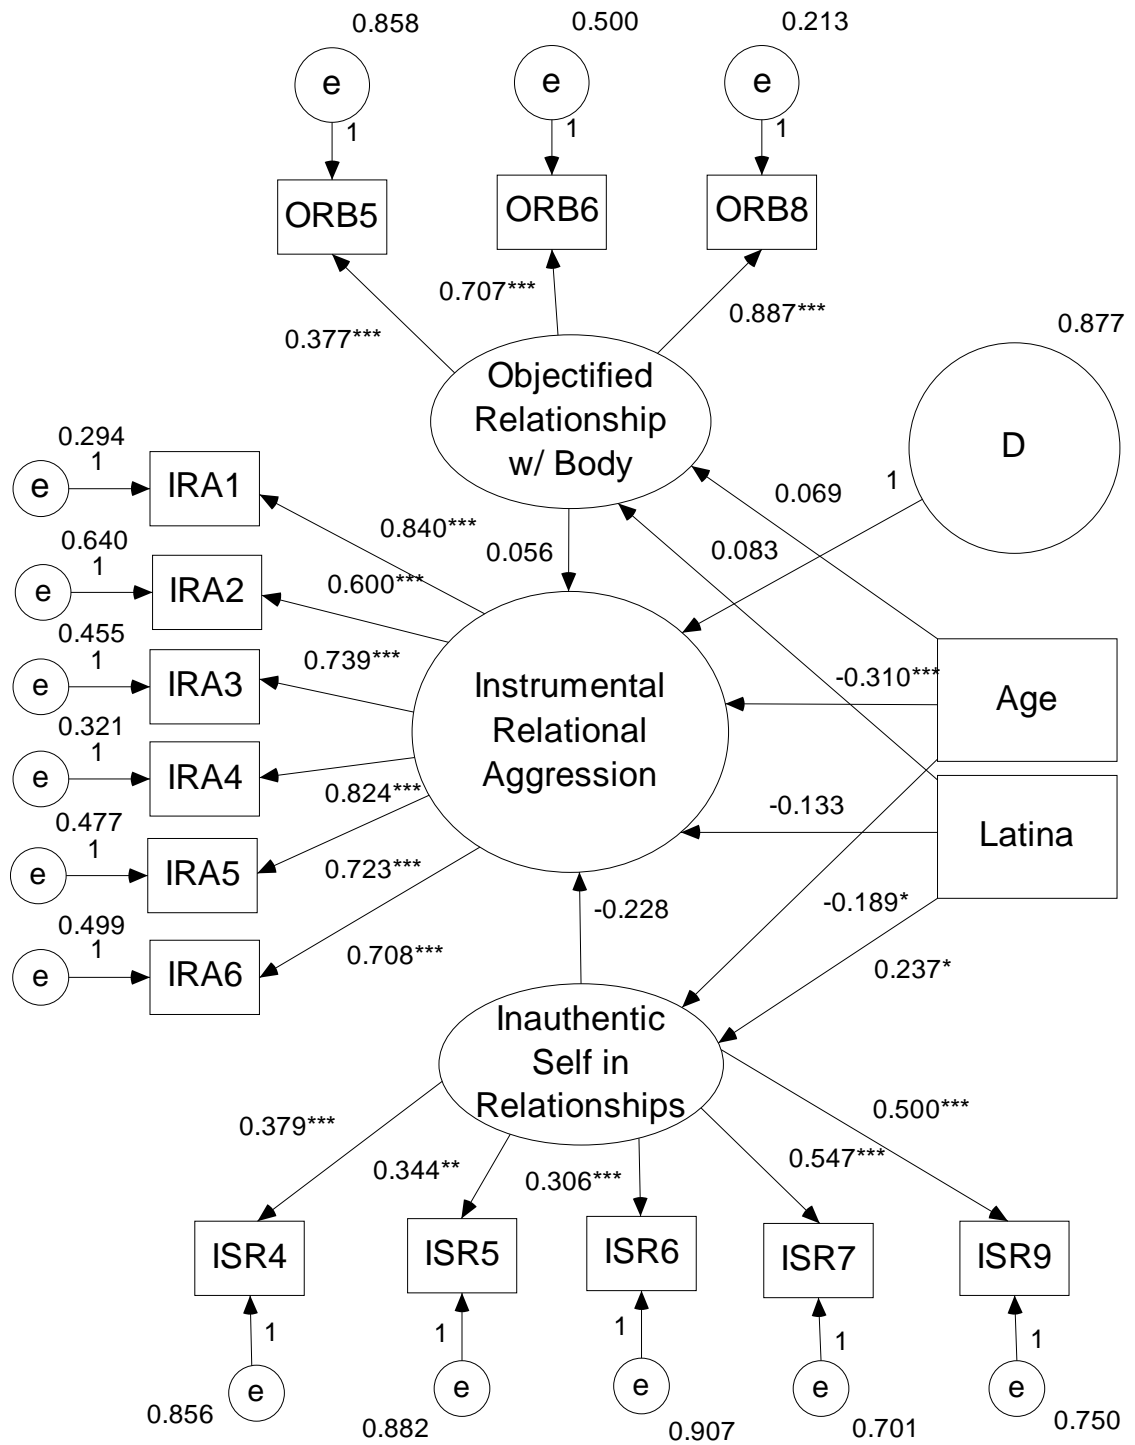 0.858
0.500
0.213
e
e
e
1
1
1
ORB5
ORB6
ORB8
0.377***
0.707***
0.887***
0.877
Objectified
Relationship
w/ Body
D
1
0.294
1
e
IRA1
0.840***
0.056
0.069
0.083
0.640
1
e
IRA2
0.600***
0.455
1
e
IRA3
0.739***
Instrumental
Relational
Aggression
-0.310***
Age
0.321
1
e
IRA4
0.824***
-0.133
Latina
0.477
1
e
IRA5
0.723***
-0.228
-0.189*
0.499
1
e
IRA6
0.708***
0.237*
Inauthentic
Self in
Relationships
0.379***
0.344**
0.306***
0.547***
0.500***
ISR4
ISR5
ISR6
ISR7
ISR9
1
1
1
1
1
e
e
e
e
e
0.856
0.882
0.907
0.701
0.750